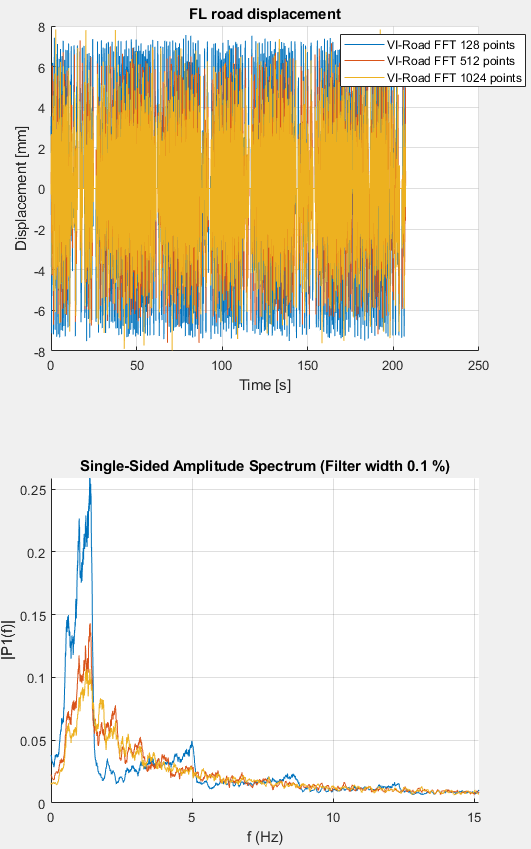 FL road displacement
VI-Road FFT 128 points
VI-Road FFT 512 points
VI-Road FFT 1024 points
8
6
4
2
0
-2
-4
-6
-8
Displacement [mm]
0 50 100 150 200 250
Time [s]
Single-Sided Amplitude Spectrum (Filter width 0.1 %)
0.25
0.2
0.15
0.1
0.05
0
|P1(f)|
0 5 10 15
f (Hz)